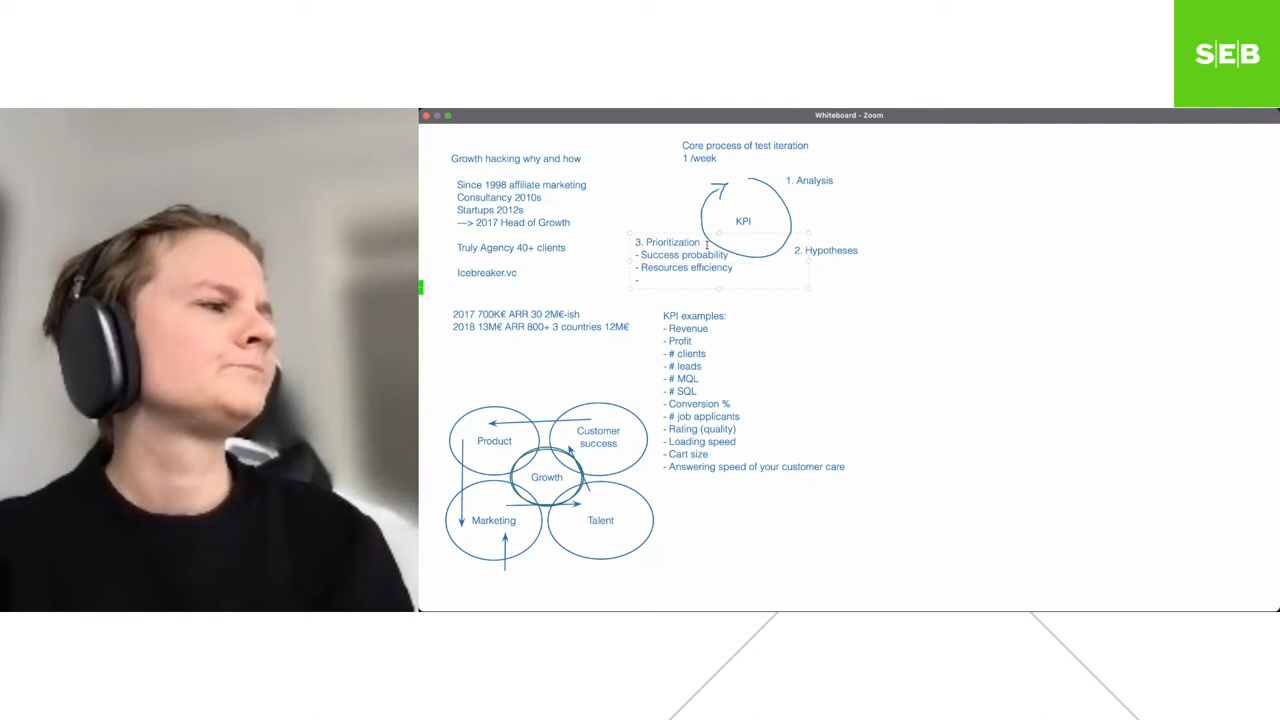 S|E|B
Whiteboard - Zoom
Growth hacking why and how
Since 1998 affiliate marketing
Consultancy 2010s
Startups 2012s
—> 2017 Head of Growth
Truly Agency 40+ clients
Icebreaker.vc
2017 700K€ ARR 30 2M€-ish
2018 13M€ ARR 800+ 3 countries 12M€
Product
Customer
success
Growth
Marketing
Talent
Core process of test iteration
1 /week
1. Analysis
KPI
2. Hypotheses
3. Prioritization
- Success probability
- Resources efficiency
-
KPI examples:
- Revenue
- Profit
- # clients
- # leads
- # MQL
- # SQL
- Conversion %
- # job applicants
- Rating (quality)
- Loading speed
- Cart size
- Answering speed of your customer care